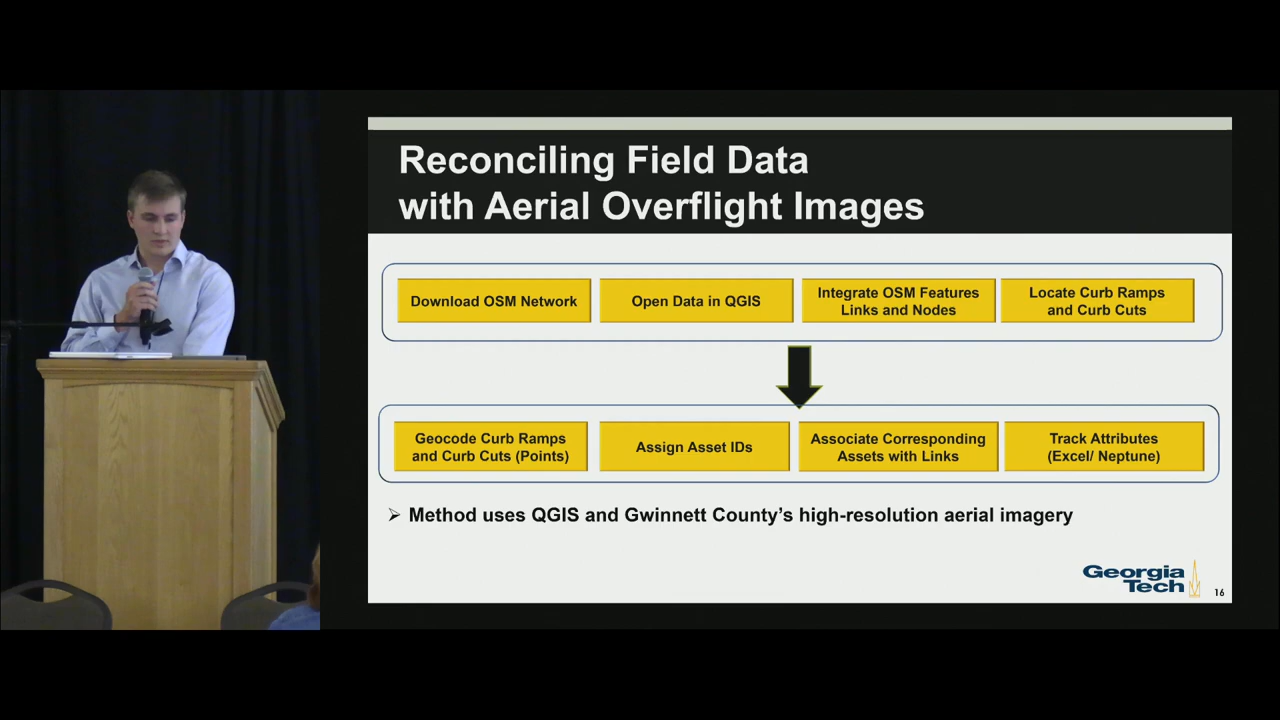 Reconciling Field Data
with Aerial Overflight Images
Download OSM Network
Open Data in QGIS
Integrate OSM Features
Links and Nodes
Locate Curb Ramps
and Curb Cuts
Geocode Curb Ramps
and Curb Cuts (Points)
Assign Asset IDs
Associate Corresponding
Assets with Links
Track Attributes
(Excel/ Neptune)
➢ Method uses QGIS and Gwinnett County’s high-resolution aerial imagery
Georgia
Tech
16